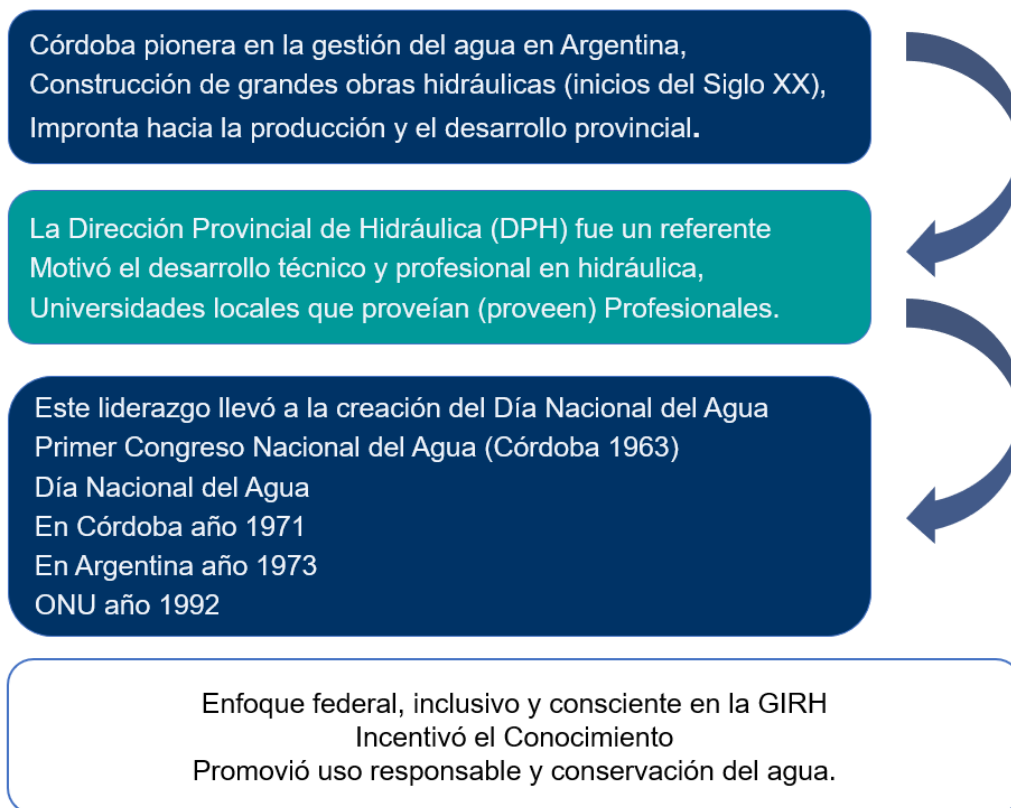 Córdoba pionera en la gestión del agua en Argentina,
Construcción de grandes obras hidráulicas (inicios del Siglo XX),
Impronta hacia la producción y el desarrollo provincial.
La Dirección Provincial de Hidráulica (DPH) fue un referente
Motivó el desarrollo técnico y profesional en hidráulica,
Universidades locales que proveían (proveen) Profesionales.
Este liderazgo llevó a la creación del Día Nacional del Agua
Primer Congreso Nacional del Agua (Córdoba 1963)
Día Nacional del Agua
En Córdoba año 1971
En Argentina año 1973
ONU año 1992
Enfoque federal, inclusivo y consciente en la GIRH
Incentivó el Conocimiento
Promovió uso responsable y conservación del agua.